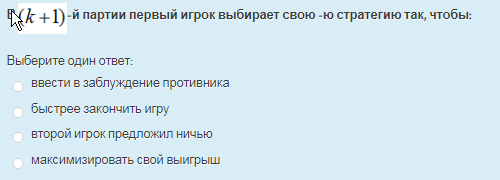 В (k+1)-й партии первый игрок выбирает свою -ю стратегию так, чтобы:
Выберите один ответ:
ввести в заблуждение противника
быстрее закончить игру
второй игрок предложил ничью
максимизировать свой выигрыш